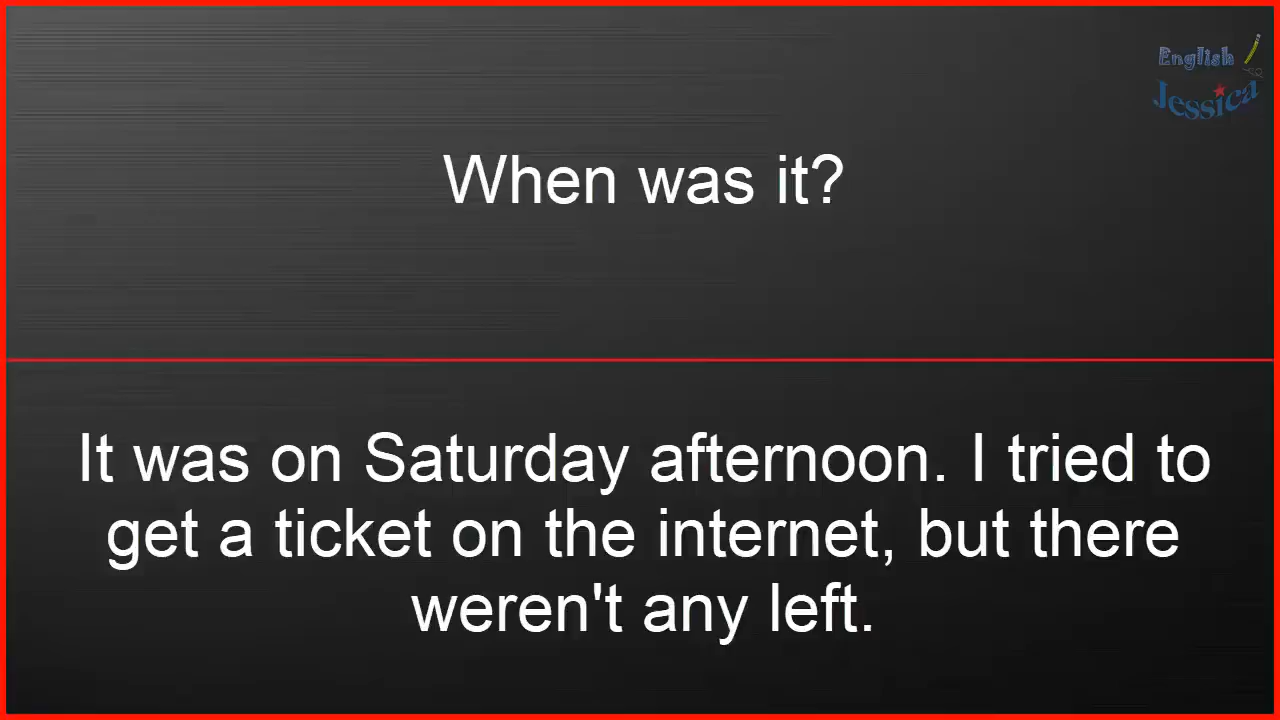 English
Jessica
When was it?
It was on Saturday afternoon. I tried to
get a ticket on the internet, but there
weren't any left.